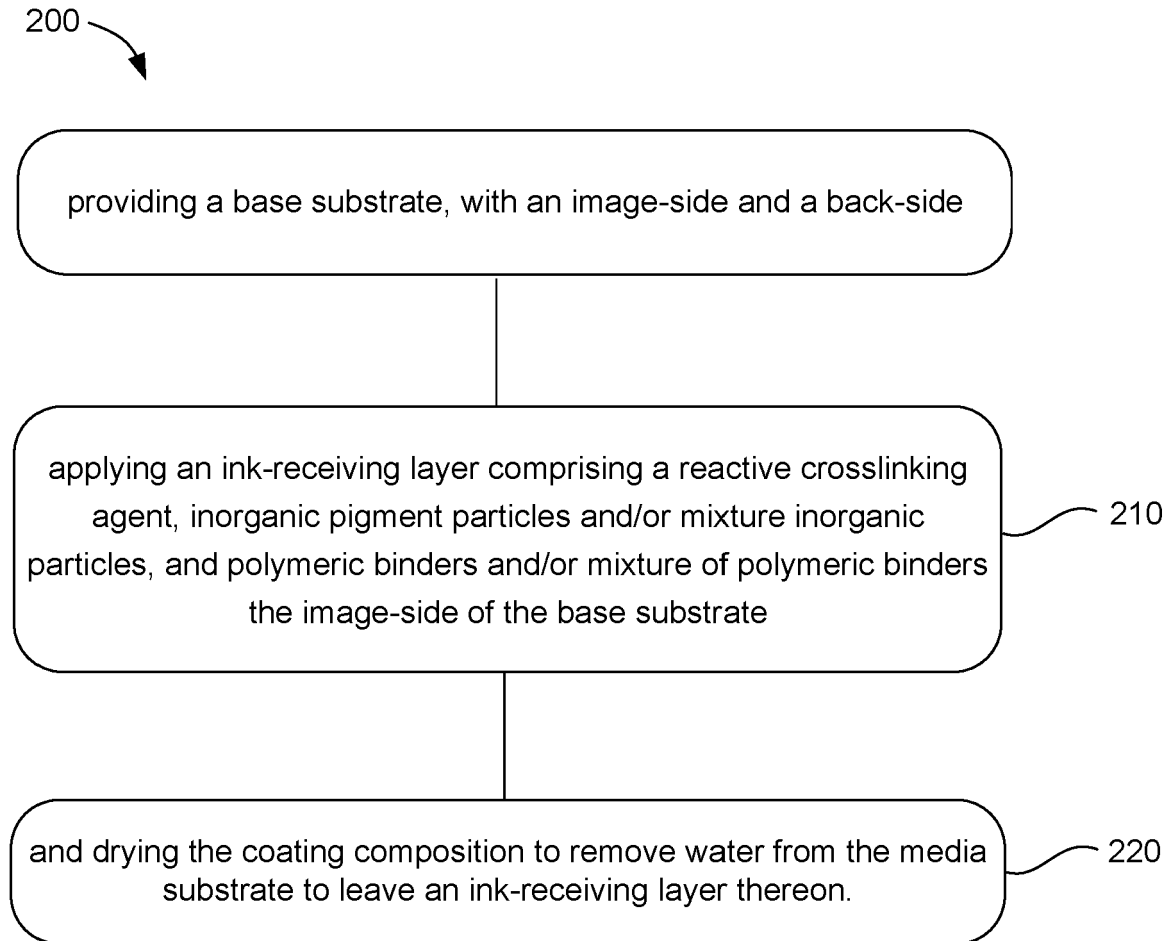 200
providing a base substrate, with an image-side and a back-side
applying an ink-receiving layer comprising a reactive crosslinking
agent, inorganic pigment particles and/or mixture inorganic
particles, and polymeric binders and/or mixture of polymeric binders
the image-side of the base substrate
210
and drying the coating composition to remove water from the media
substrate to leave an ink-receiving layer thereon.
220